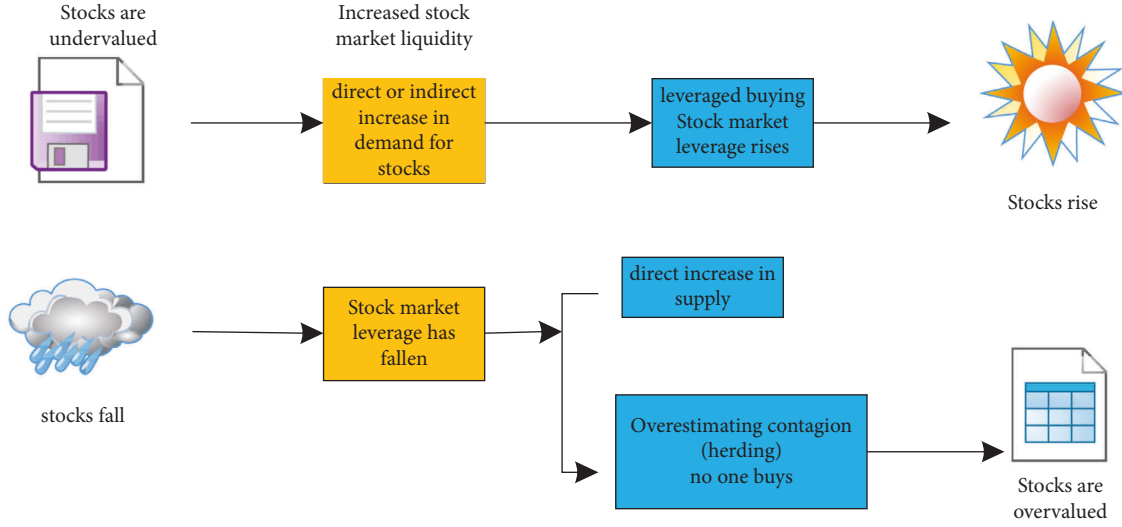 Stocks are
undervalued
Increased stock
market liquidity
direct or indirect
increase in
demand for
stocks
leveraged buying
Stock market
leverage rises
Stocks rise
stocks fall
Stock market
leverage has
fallen
direct increase in
supply
Overestimating contagion
(herding)
no one buys
Stocks are
overvalued